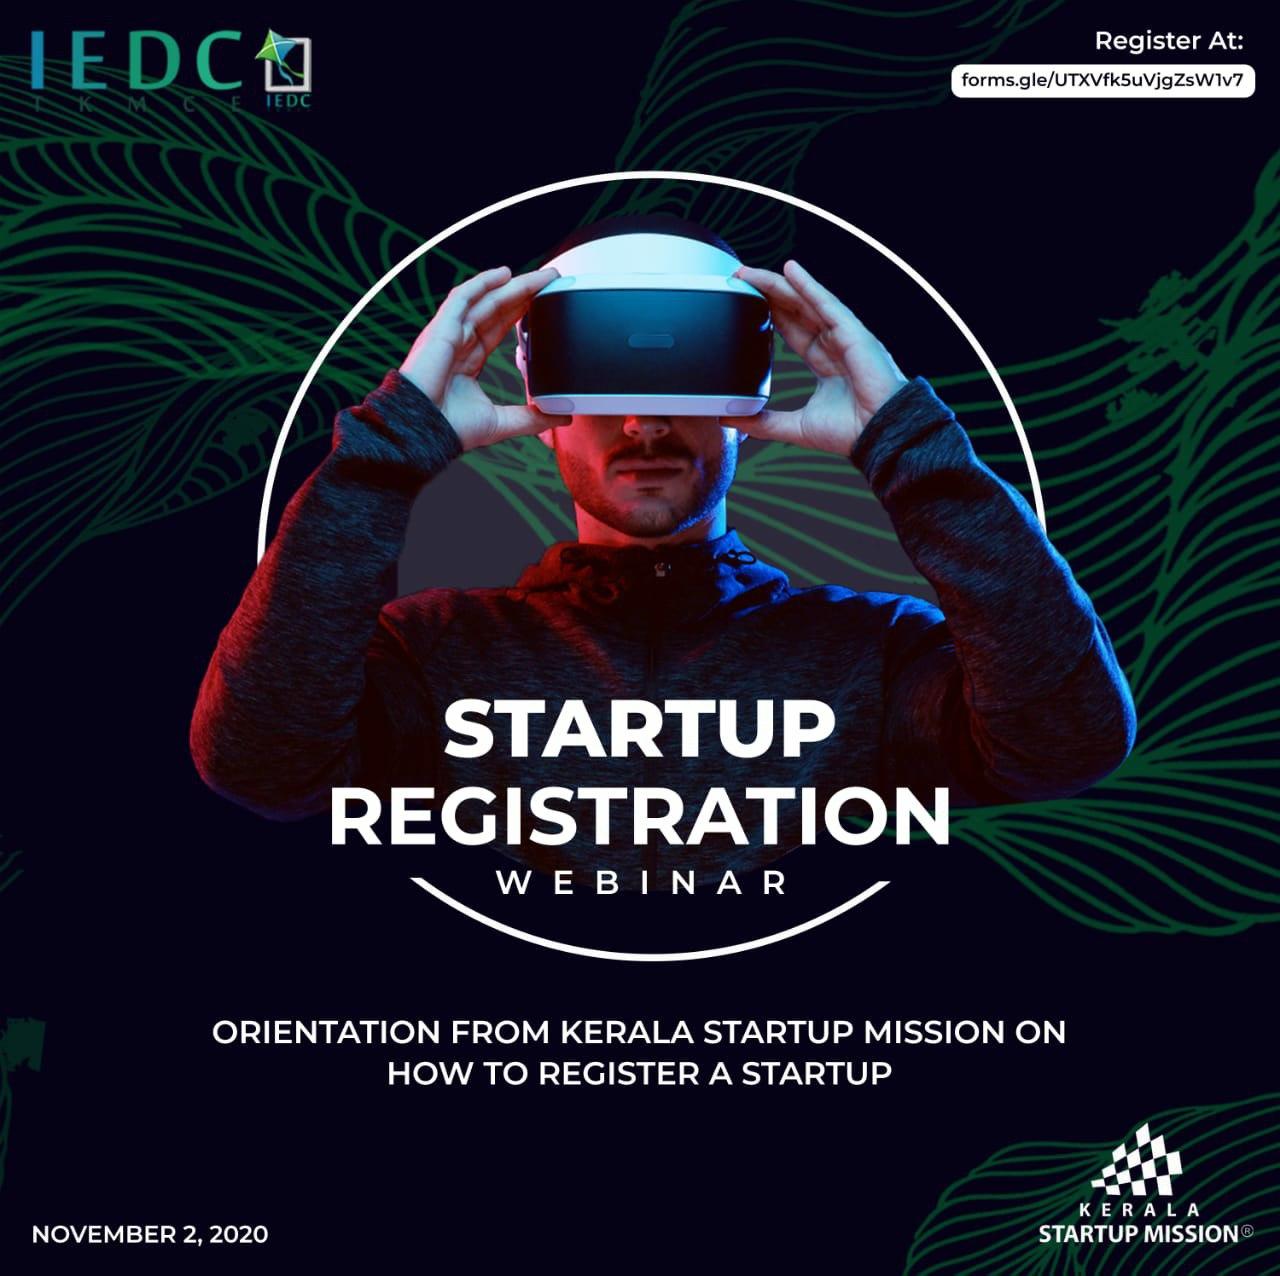 IEDC
TKMCE
IEDC
Register At:
forms.gle/UTXVfk5uVjgZsW1v7
STARTUP
REGISTRATION
WEBINAR
ORIENTATION FROM KERALA STARTUP MISSION ON
HOW TO REGISTER A STARTUP
NOVEMBER 2, 2020
KERALA
STARTUP MISSION®